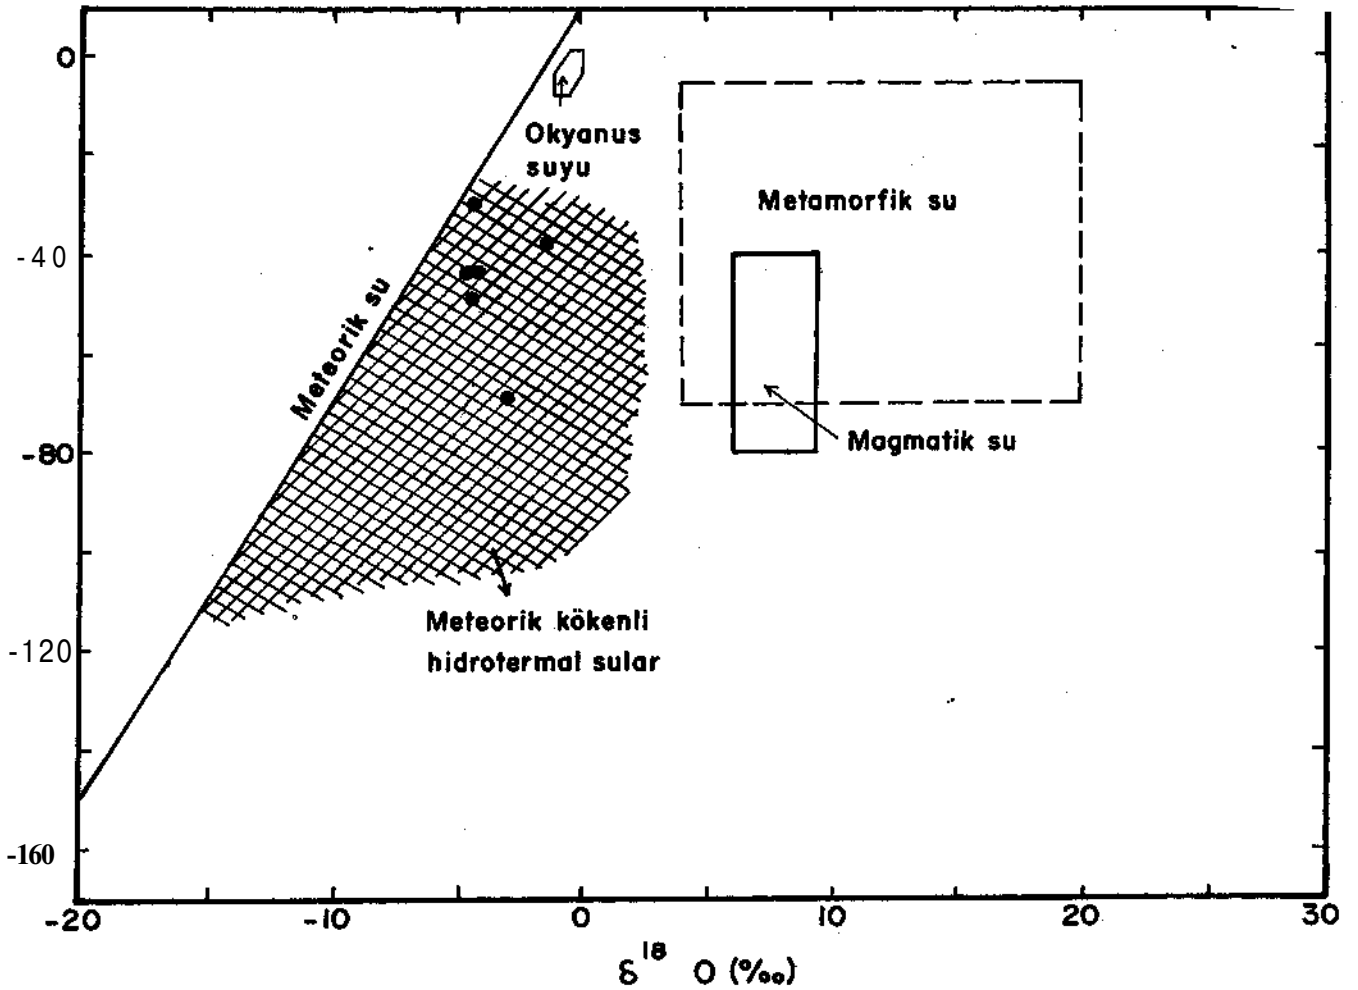 0
Okyanus
suyu
Metamorfik su
-40
Meteorik su
-80
Magmatik su
Meteorik kökenli
hidrotermal sular
-120
-160
-20
-10
0
10
20
30
δ18 O (‰)